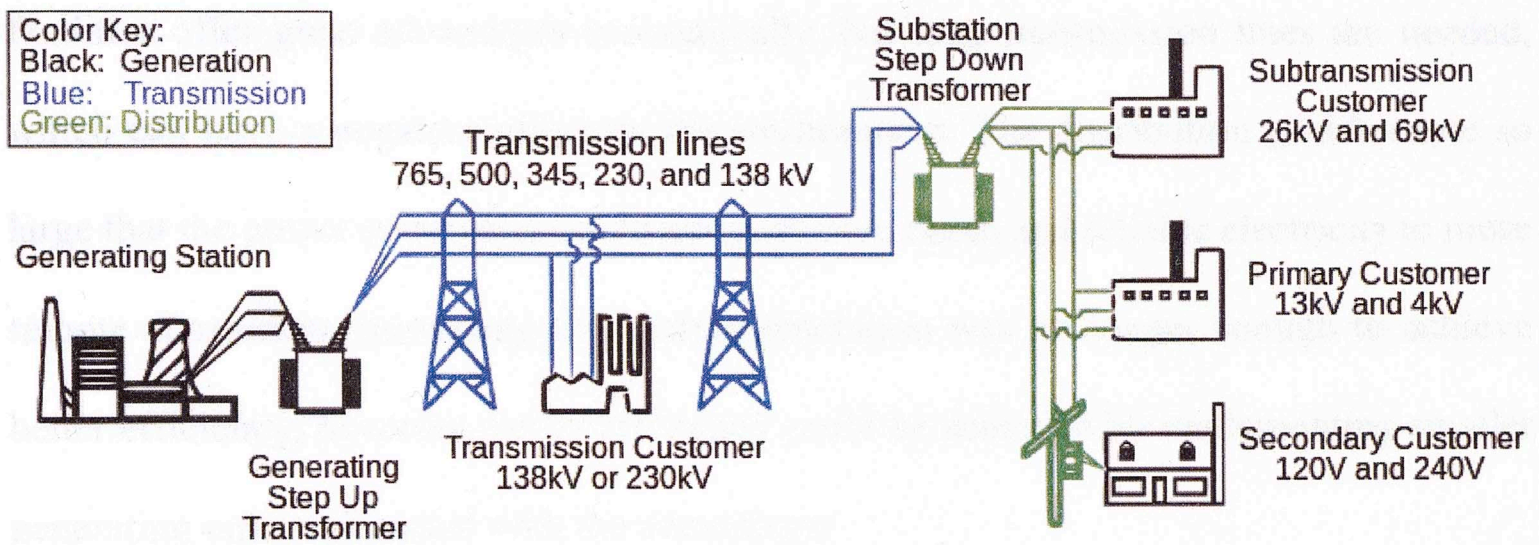 Color Key:
Black: Generation
Blue: Transmission
Green: Distribution
Substation
Step Down
Transformer
Subtransmission
Customer
26kV and 69kV
Transmission lines
765, 500, 345, 230, and 138 kV
Generating Station
Primary Customer
13kV and 4kV
Transmission Customer
138kV or 230kV
Secondary Customer
120V and 240V
Generating
Step Up
Transformer